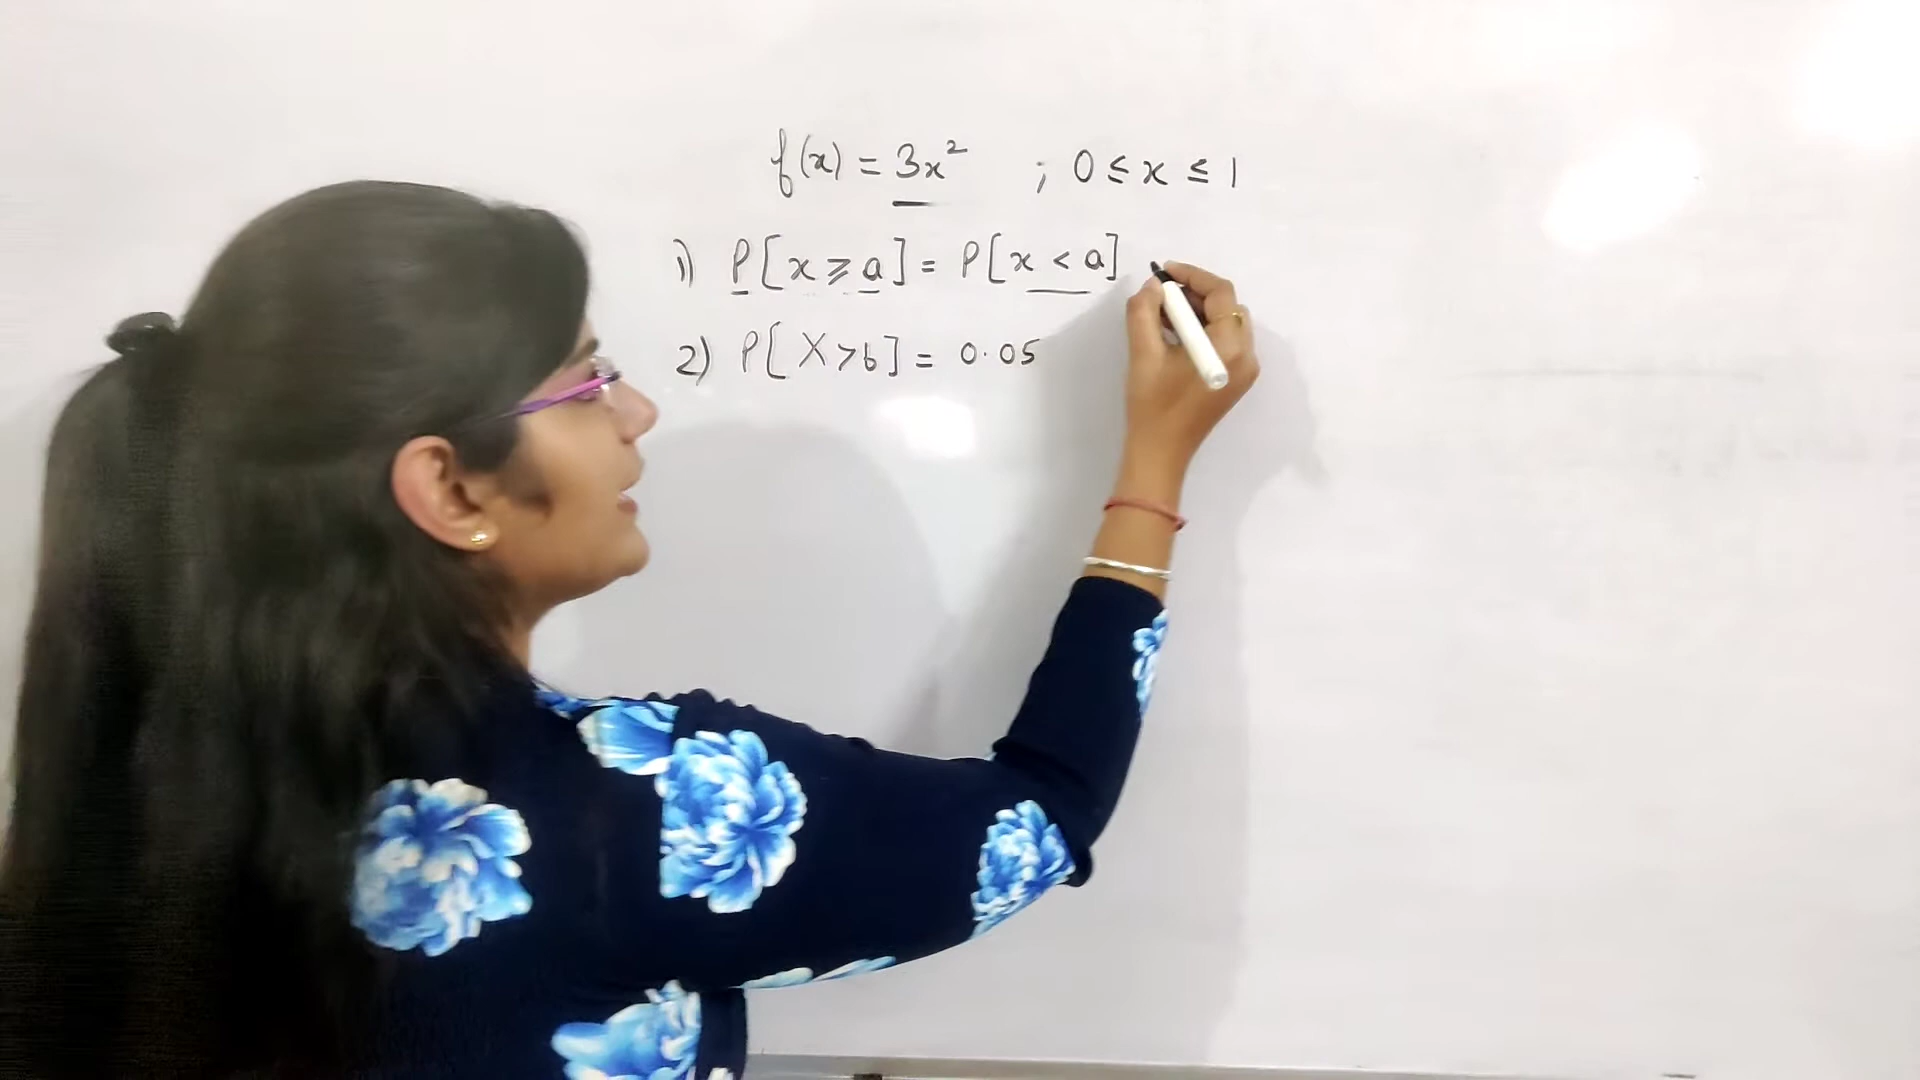 f(x) = 3x² ; 0 ≤ x ≤ 1
1) P[x ⩾ a] = P[x < a]
2) P[X > b] = 0.05